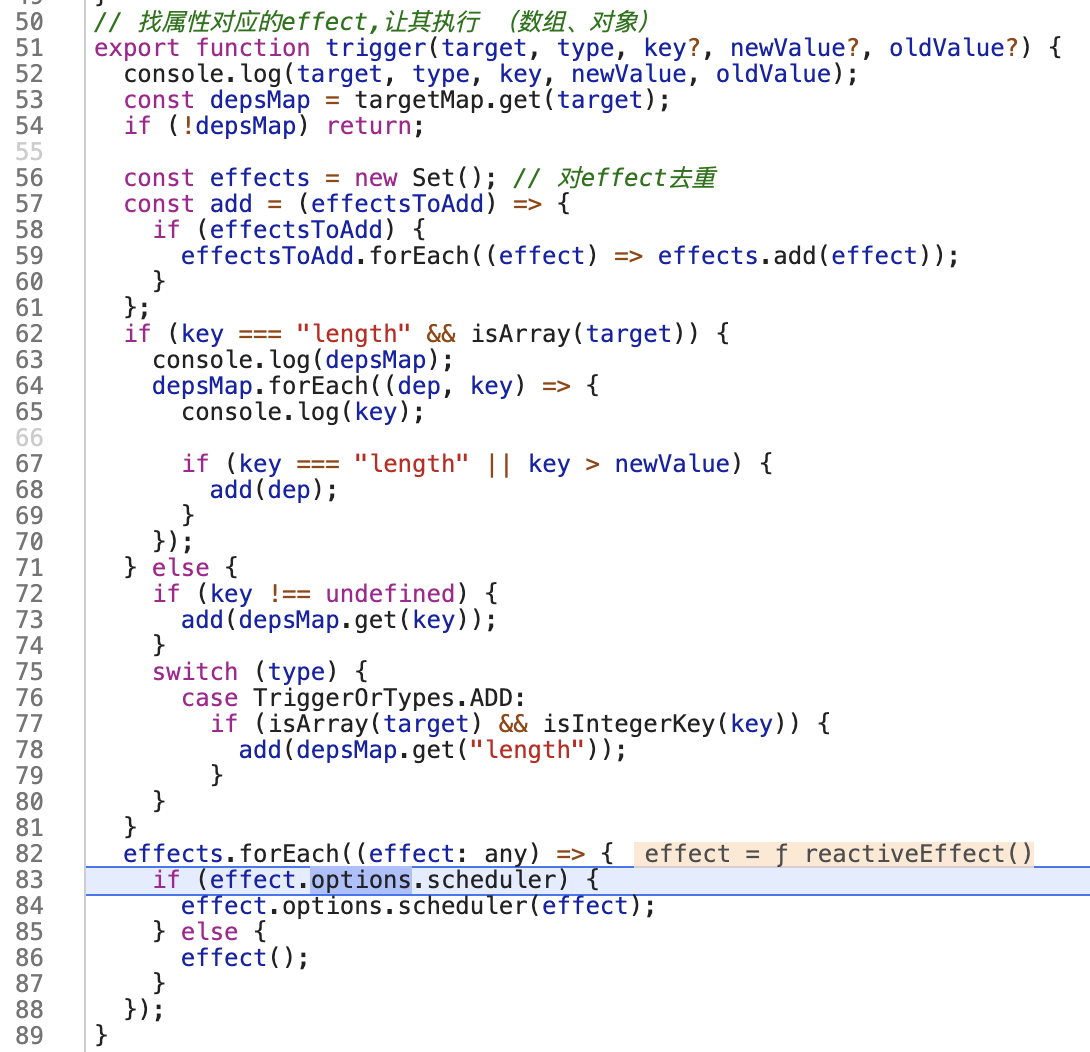 50 // 找属性对应的effect,让其执行 （数组、对象）
51 export function trigger(target, type, key?, newValue?, oldValue?) {
52   console.log(target, type, key, newValue, oldValue);
53   const depsMap = targetMap.get(target);
54   if (!depsMap) return;
55
56   const effects = new Set(); // 对effect去重
57   const add = (effectsToAdd) => {
58     if (effectsToAdd) {
59       effectsToAdd.forEach((effect) => effects.add(effect));
60     }
61   };
62   if (key === "length" && isArray(target)) {
63     console.log(depsMap);
64     depsMap.forEach((dep, key) => {
65       console.log(key);
66
67       if (key === "length" || key > newValue) {
68         add(dep);
69       }
70     });
71   } else {
72     if (key !== undefined) {
73       add(depsMap.get(key));
74     }
75     switch (type) {
76       case TriggerOrTypes.ADD:
77         if (isArray(target) && isIntegerKey(key)) {
78           add(depsMap.get("length"));
79         }
80     }
81   }
82   effects.forEach((effect: any) => { effect = ƒ reactiveEffect()
83     if (effect.options.scheduler) {
84       effect.options.scheduler(effect);
85     } else {
86       effect();
87     }
88   });
89 }